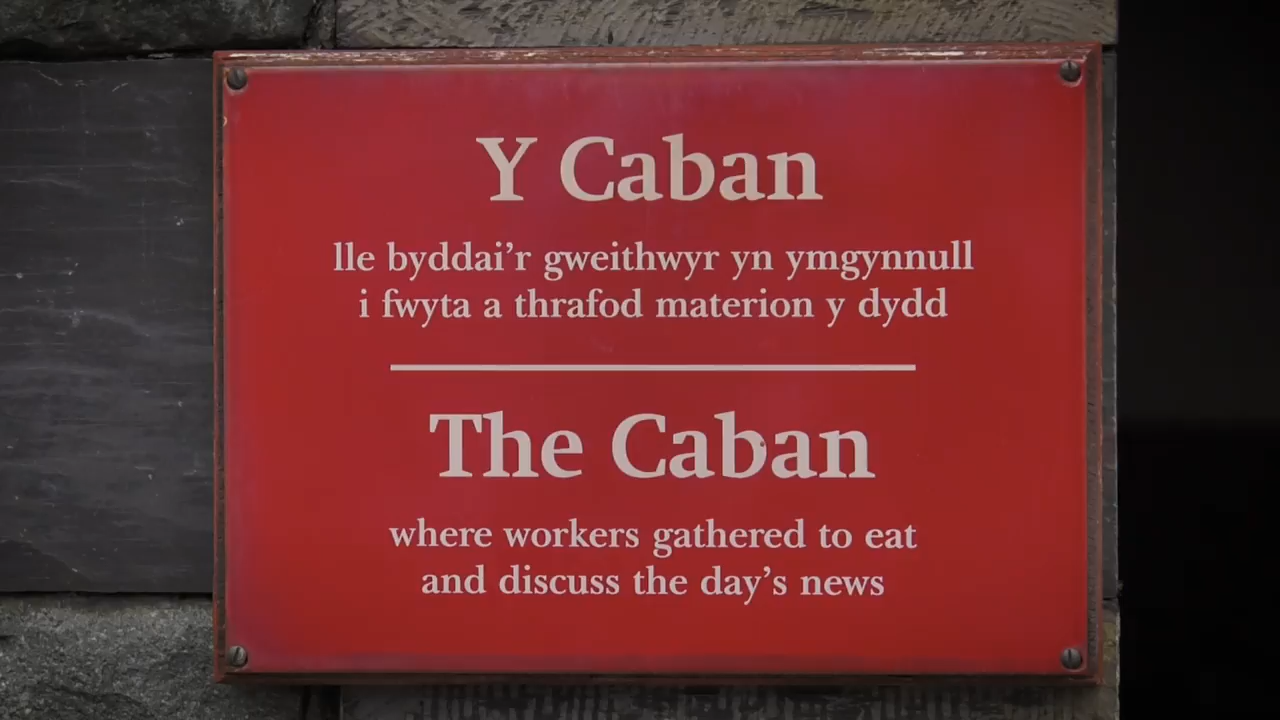 Y Caban
lle byddai’r gweithwyr yn ymgynnull
i fwyta a thrafod materion y dydd
The Caban
where workers gathered to eat
and discuss the day’s news